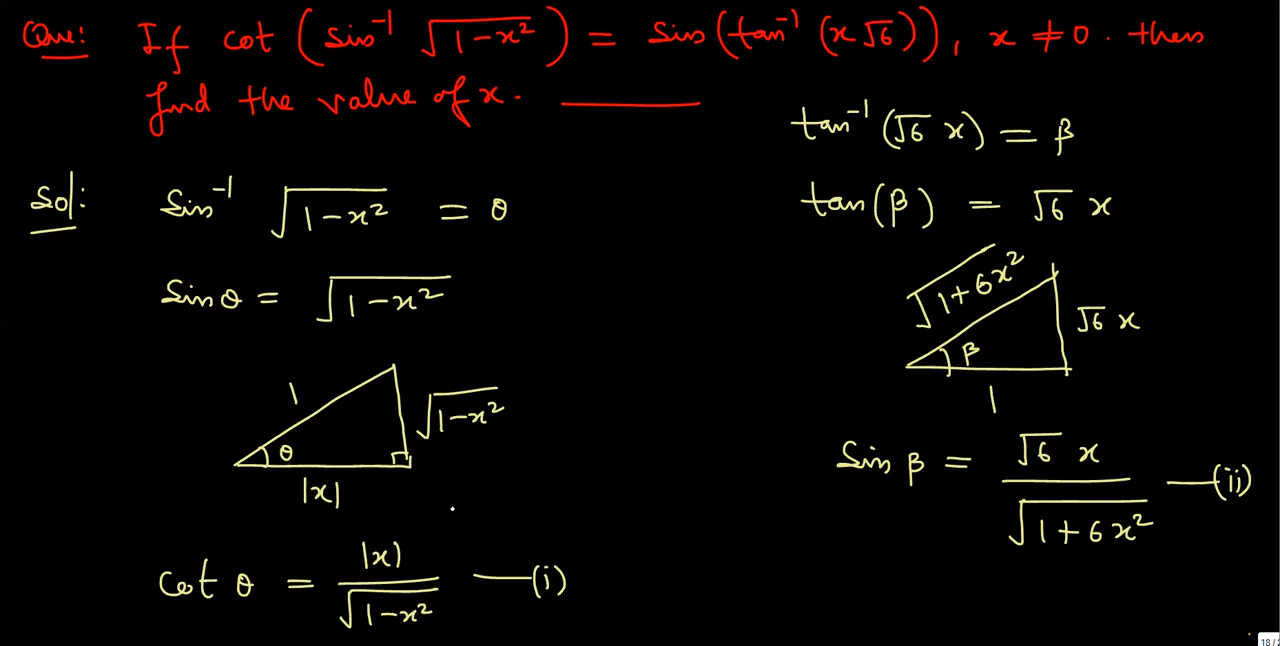 Que: If cot (sin⁻¹ √(1-x²)) = sin(tan⁻¹ (x√6)), x ≠ 0. then
find the value of x.
Sol: sin⁻¹ √(1-x²) = θ
sinθ = √(1-x²)
1
√(1-x²)
θ
|x|
cot θ = |x|/√(1-x²) —(i)
tan⁻¹(√6 x) = β
tan(β) = √6 x
√(1+6x²)
√6 x
β
1
sin β = √6 x/√(1+6x²) —(ii)